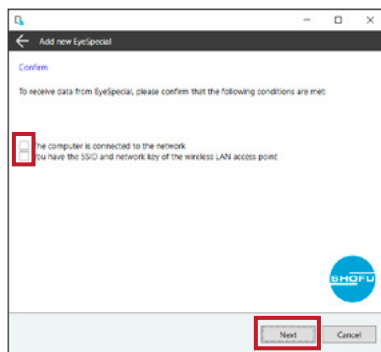 Add new EyeSpecial
Confirm
To receive data from EyeSpecial, please confirm that the following conditions are met:
The computer is connected to the network
You have the SSID and network key of the wireless LAN access point
SHOFU
Next
Cancel